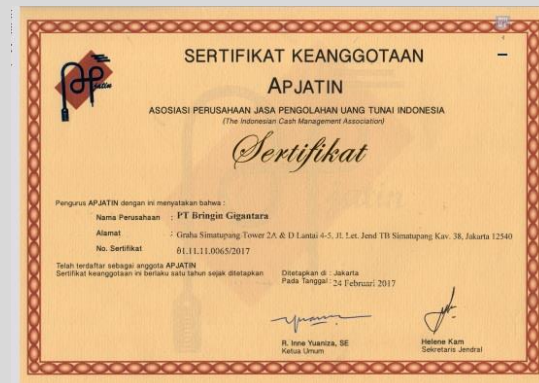 AP
jatin
SERTIFIKAT KEANGGOTAAN
APJATIN
ASOSIASI PERUSAHAAN JASA PENGOLAHAN UANG TUNAI INDONESIA
(The Indonesian Cash Management Association)
Sertifikat
Pengurus APJATIN dengan ini menyatakan bahwa :
Nama Perusahaan : PT Bringin Gigantara
Alamat : Graha Simatupang Tower 2A & D Lantai 4-5, Jl. Let. Jend TB Simatupang Kav. 38, Jakarta 12540
No. Sertifikat 01.11.11.0065/2017
Telah terdaftar sebagai anggota APJATIN
Sertifikat keanggotaan ini berlaku satu tahun sejak ditetapkan
Ditetapkan di : Jakarta
Pada Tanggal : 24 Februari 2017
R. Inne Yuaniza, SE
Ketua Umum
Helene Kam
Sekretaris Jendral